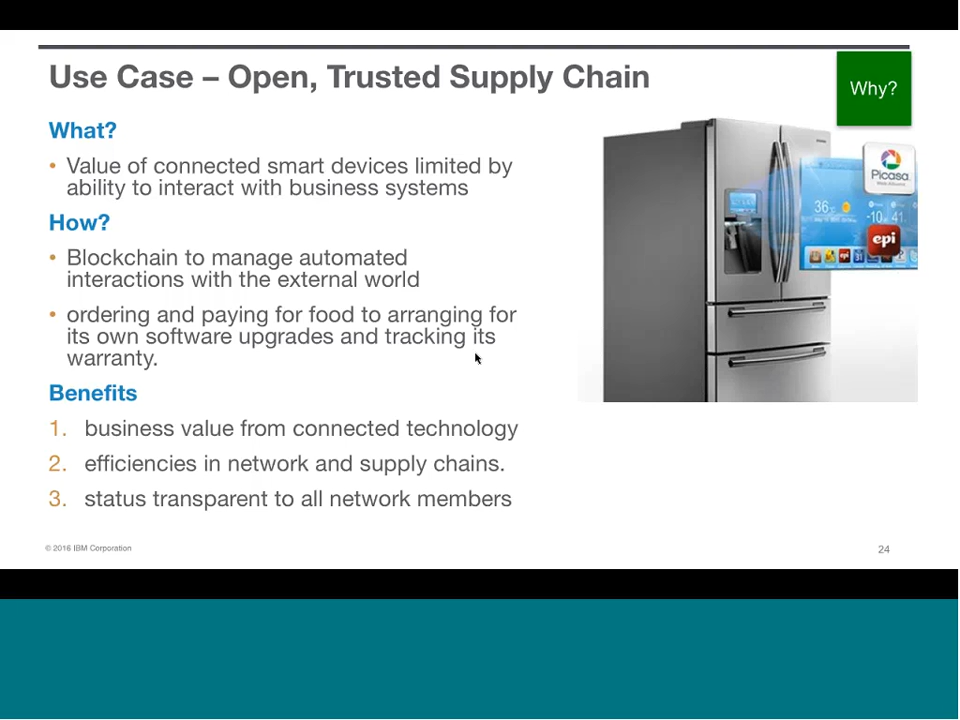 Use Case – Open, Trusted Supply Chain
Why?
What?
• Value of connected smart devices limited by
ability to interact with business systems
How?
• Blockchain to manage automated
interactions with the external world
• ordering and paying for food to arranging for
its own software upgrades and tracking its
warranty.
Benefits
1. business value from connected technology
2. efficiencies in network and supply chains.
3. status transparent to all network members
Picasa
36
-10
41
epi
© 2016 IBM Corporation
24